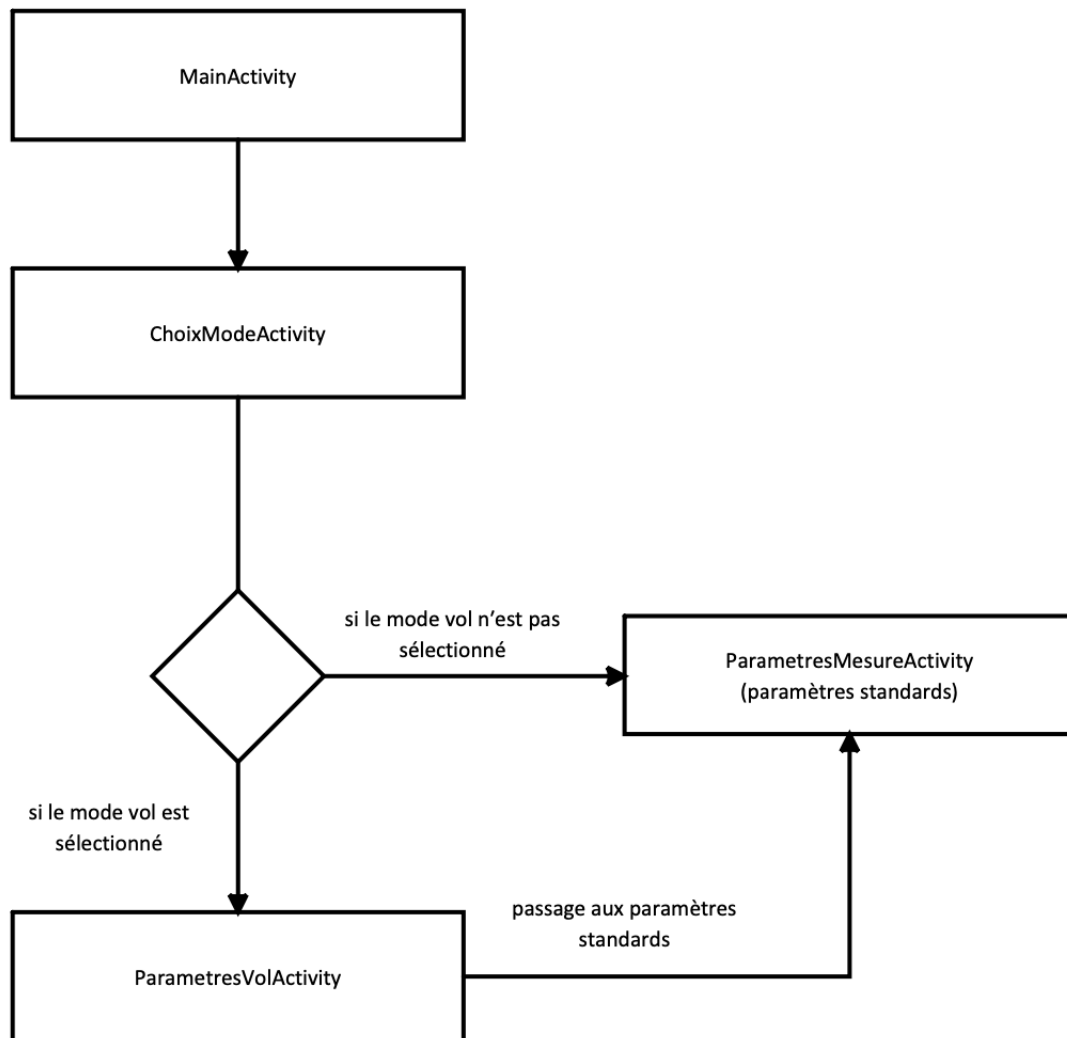 MainActivity
ChoixModeActivity
si le mode vol n’est pas
sélectionné
ParametresMesureActivity
(paramètres standards)
si le mode vol est
sélectionné
passage aux paramètres
standards
ParametresVolActivity